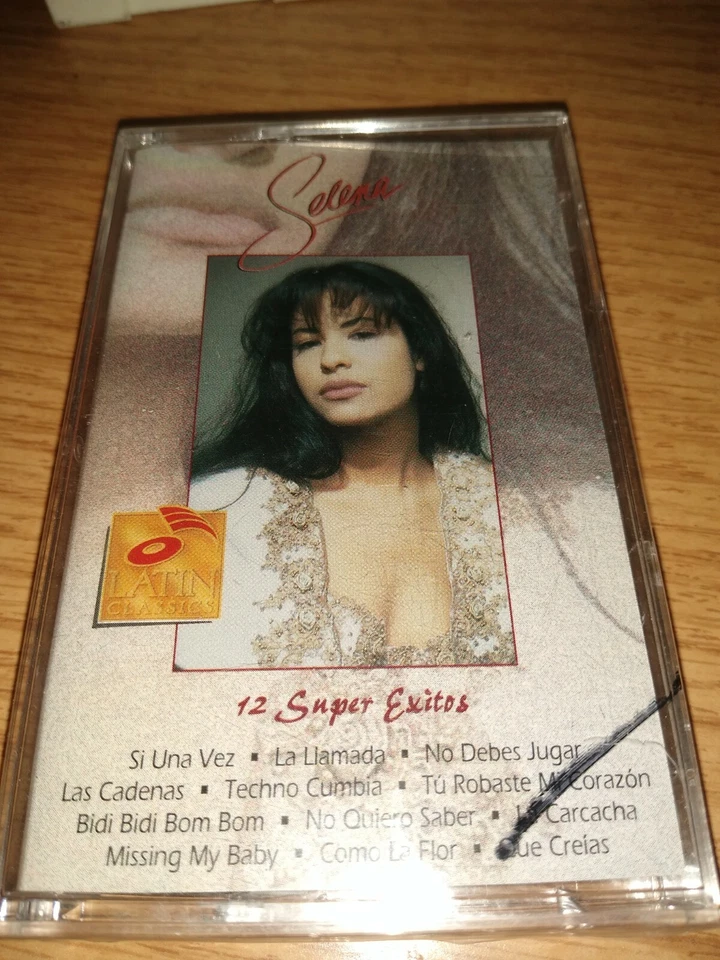 Selena
LATIN
CLASSICS
12 Super Exitos
Si Una Vez ▪ La Llamada ▪ No Debes Jugar
Las Cadenas ▪ Techno Cumbia ▪ Tú Robaste Mi Corazón
Bidi Bidi Bom Bom ▪ No Quiero Saber ▪ La Carcacha
Missing My Baby ▪ Como La Flor ▪ Que Creías